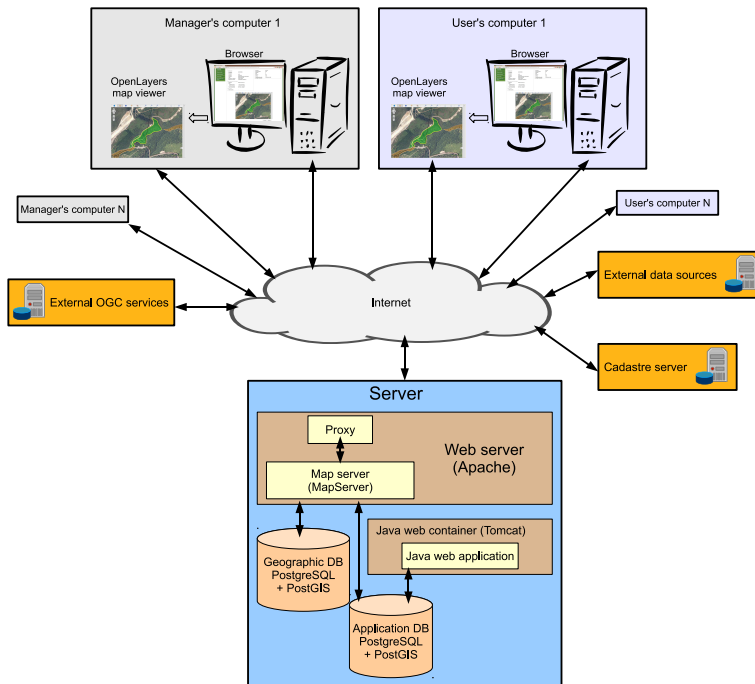 Manager's computer 1
Browser
OpenLayers
map viewer
User's computer 1
Browser
OpenLayers
map viewer
Manager's computer N
User's computer N
External OGC services
Internet
External data sources
Cadastre server
Server
Proxy
Web server
(Apache)
Map server
(MapServer)
Java web container (Tomcat)
Java web application
Geographic DB
PostgreSQL
+ PostGIS
Application DB
PostgreSQL
+ PostGIS